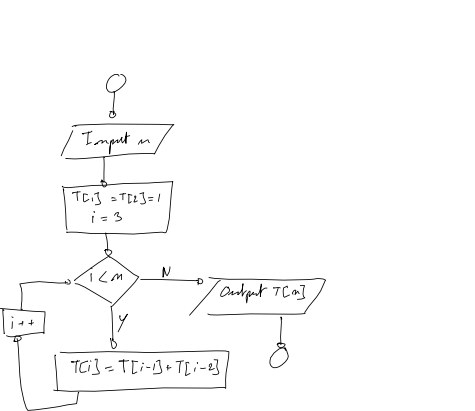 Input n
T[1] = T[2] = 1
i = 3
i < n
N
Output T[n]
Y
i++
T[i] = T[i-1] + T[i-2]